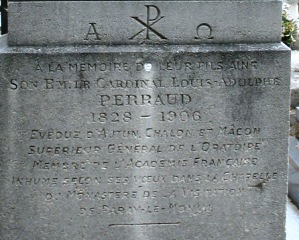 Α ☧ Ω
A LA MEMOIRE DE LEUR FILS AINE
SON EM. LE CARDINAL LOUIS-ADOLPHE
PERRAUD
1828 - 1906
EVEQUE D'AUTUN, CHALON ET MACON
SUPERIEUR GENERAL DE L'ORATOIRE
MEMBRE DE L'ACADEMIE FRANÇAISE
INHUME SELON SES VŒUX DANS LA CHAPELLE
DU MONASTERE DE LA VISITATION
DE PARAY-LE-MONIAL